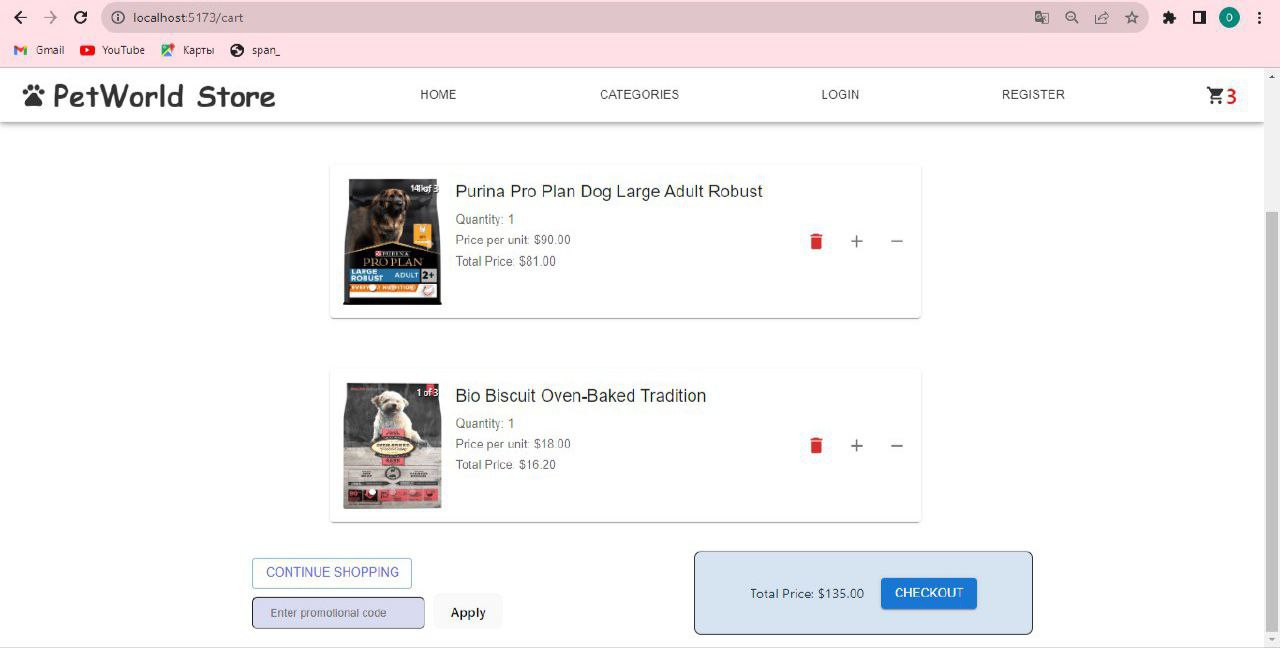 localhost:5173/cart
Gmail YouTube Карты span_
PetWorld Store HOME CATEGORIES LOGIN REGISTER 3
Purina Pro Plan Dog Large Adult Robust
Quantity: 1
Price per unit: $90.00
Total Price: $81.00
PURINA
PRO PLAN
LARGE
ROBUST ADULT 2+
Bio Biscuit Oven-Baked Tradition
1 of 3
Quantity: 1
Price per unit: $18.00
Total Price: $16.20
CONTINUE SHOPPING
Enter promotional code Apply
Total Price: $135.00 CHECKOUT